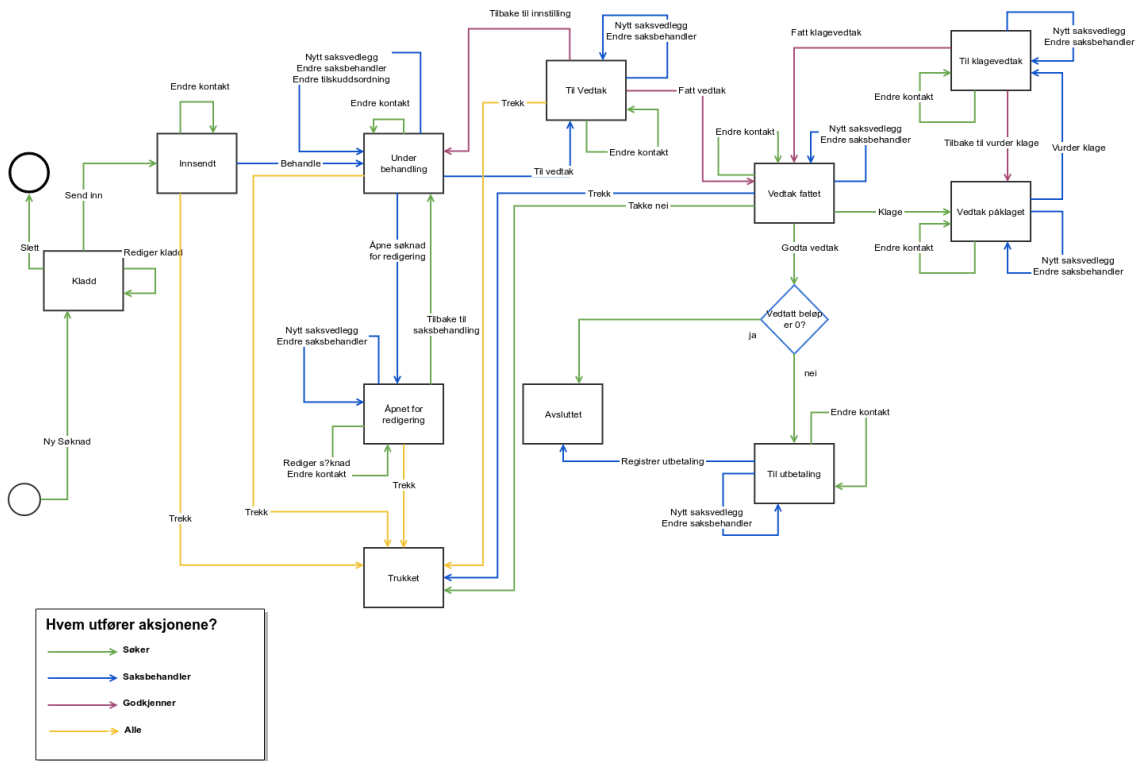 Tilbake til innstilling
Nytt saksvedlegg
Endre saksbehandler
Nytt saksvedlegg
Endre saksbehandler
Fatt klagevedtak
Til klagevedtak
Nytt saksvedlegg
Endre saksbehandler
Endre tilskuddsordning
Endre kontakt
Endre kontakt
Trekk
Til Vedtak
Fatt vedtak
Endre kontakt
Endre kontakt
Endre kontakt
Nytt saksvedlegg
Endre saksbehandler
Tilbake til vurder klage
Vurder klage
Innsendt
Behandle
Under
behandling
Til vedtak
Trekk
Takke nei
Vedtak fattet
Klage
Vedtak påklaget
Send inn
Slett
Rediger kladd
Kladd
Åpne søknad
for redigering
Godta vedtak
Endre kontakt
Nytt saksvedlegg
Endre saksbehandler
Vedtatt beløp
er 0?
ja
nei
Nytt saksvedlegg
Endre saksbehandler
Tilbake til
saksbehandling
Åpnet for
redigering
Avsluttet
Endre kontakt
Ny Søknad
Rediger s?knad
Endre kontakt
Registrer utbetaling
Til utbetaling
Trekk
Trekk
Trekk
Nytt saksvedlegg
Endre saksbehandler
Trukket
Hvem utfører aksjonene?
Søker
Saksbehandler
Godkjenner
Alle